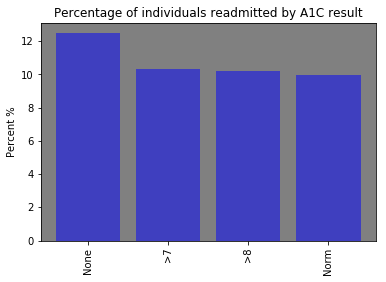 Percentage of individuals readmitted by A1C result
Percent %
12
10
8
6
4
2
0
None
>7
>8
Norm